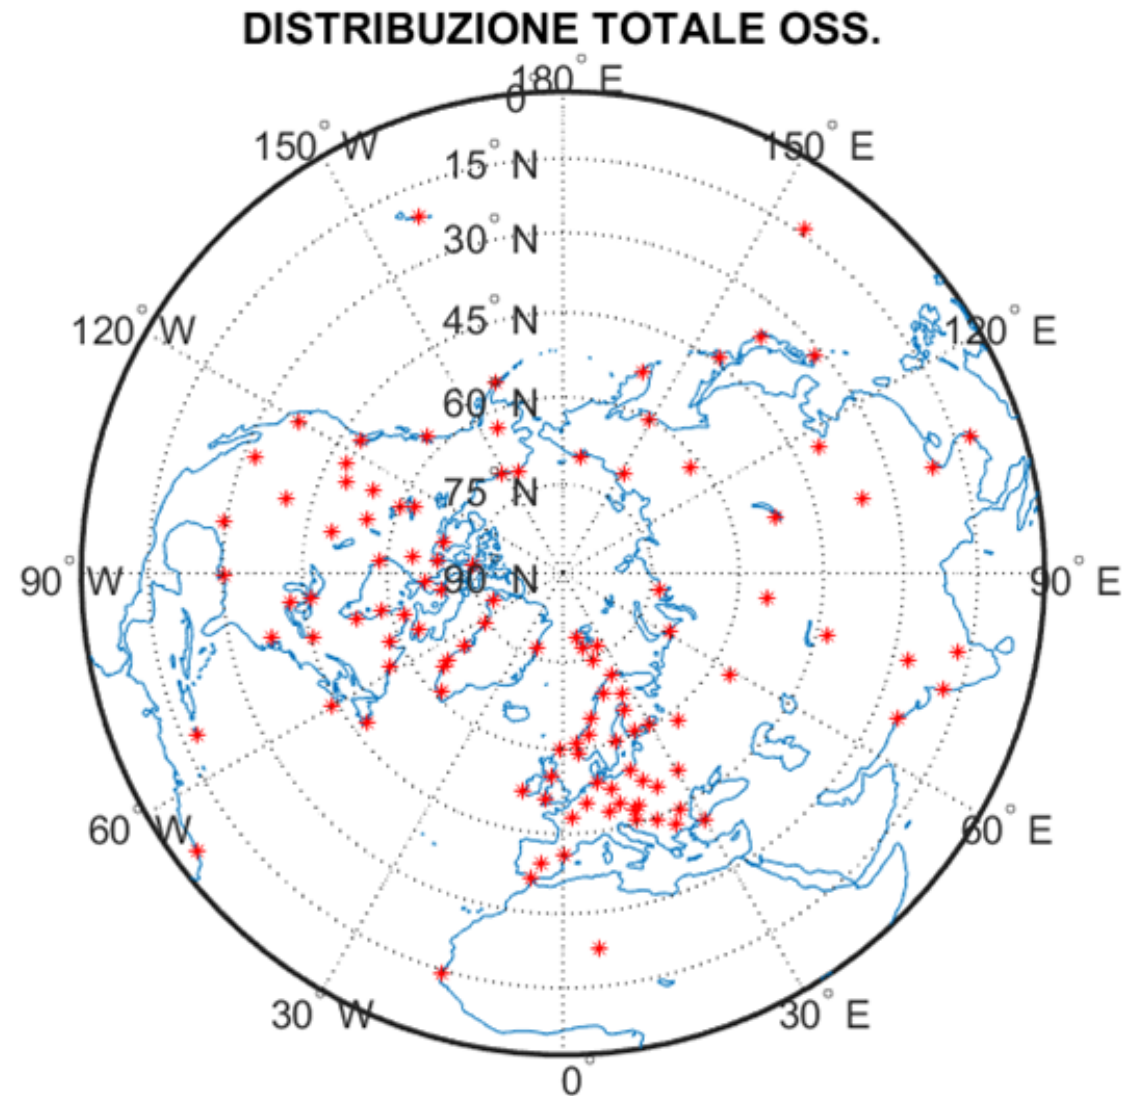 DISTRIBUZIONE TOTALE OSS.
180° E
0°
150° W
150° E
15° N
30° N
120° W
45° N
120° E
60° N
75° N
90° W
90° N
90° E
60° W
60° E
30° W
30° E
0°